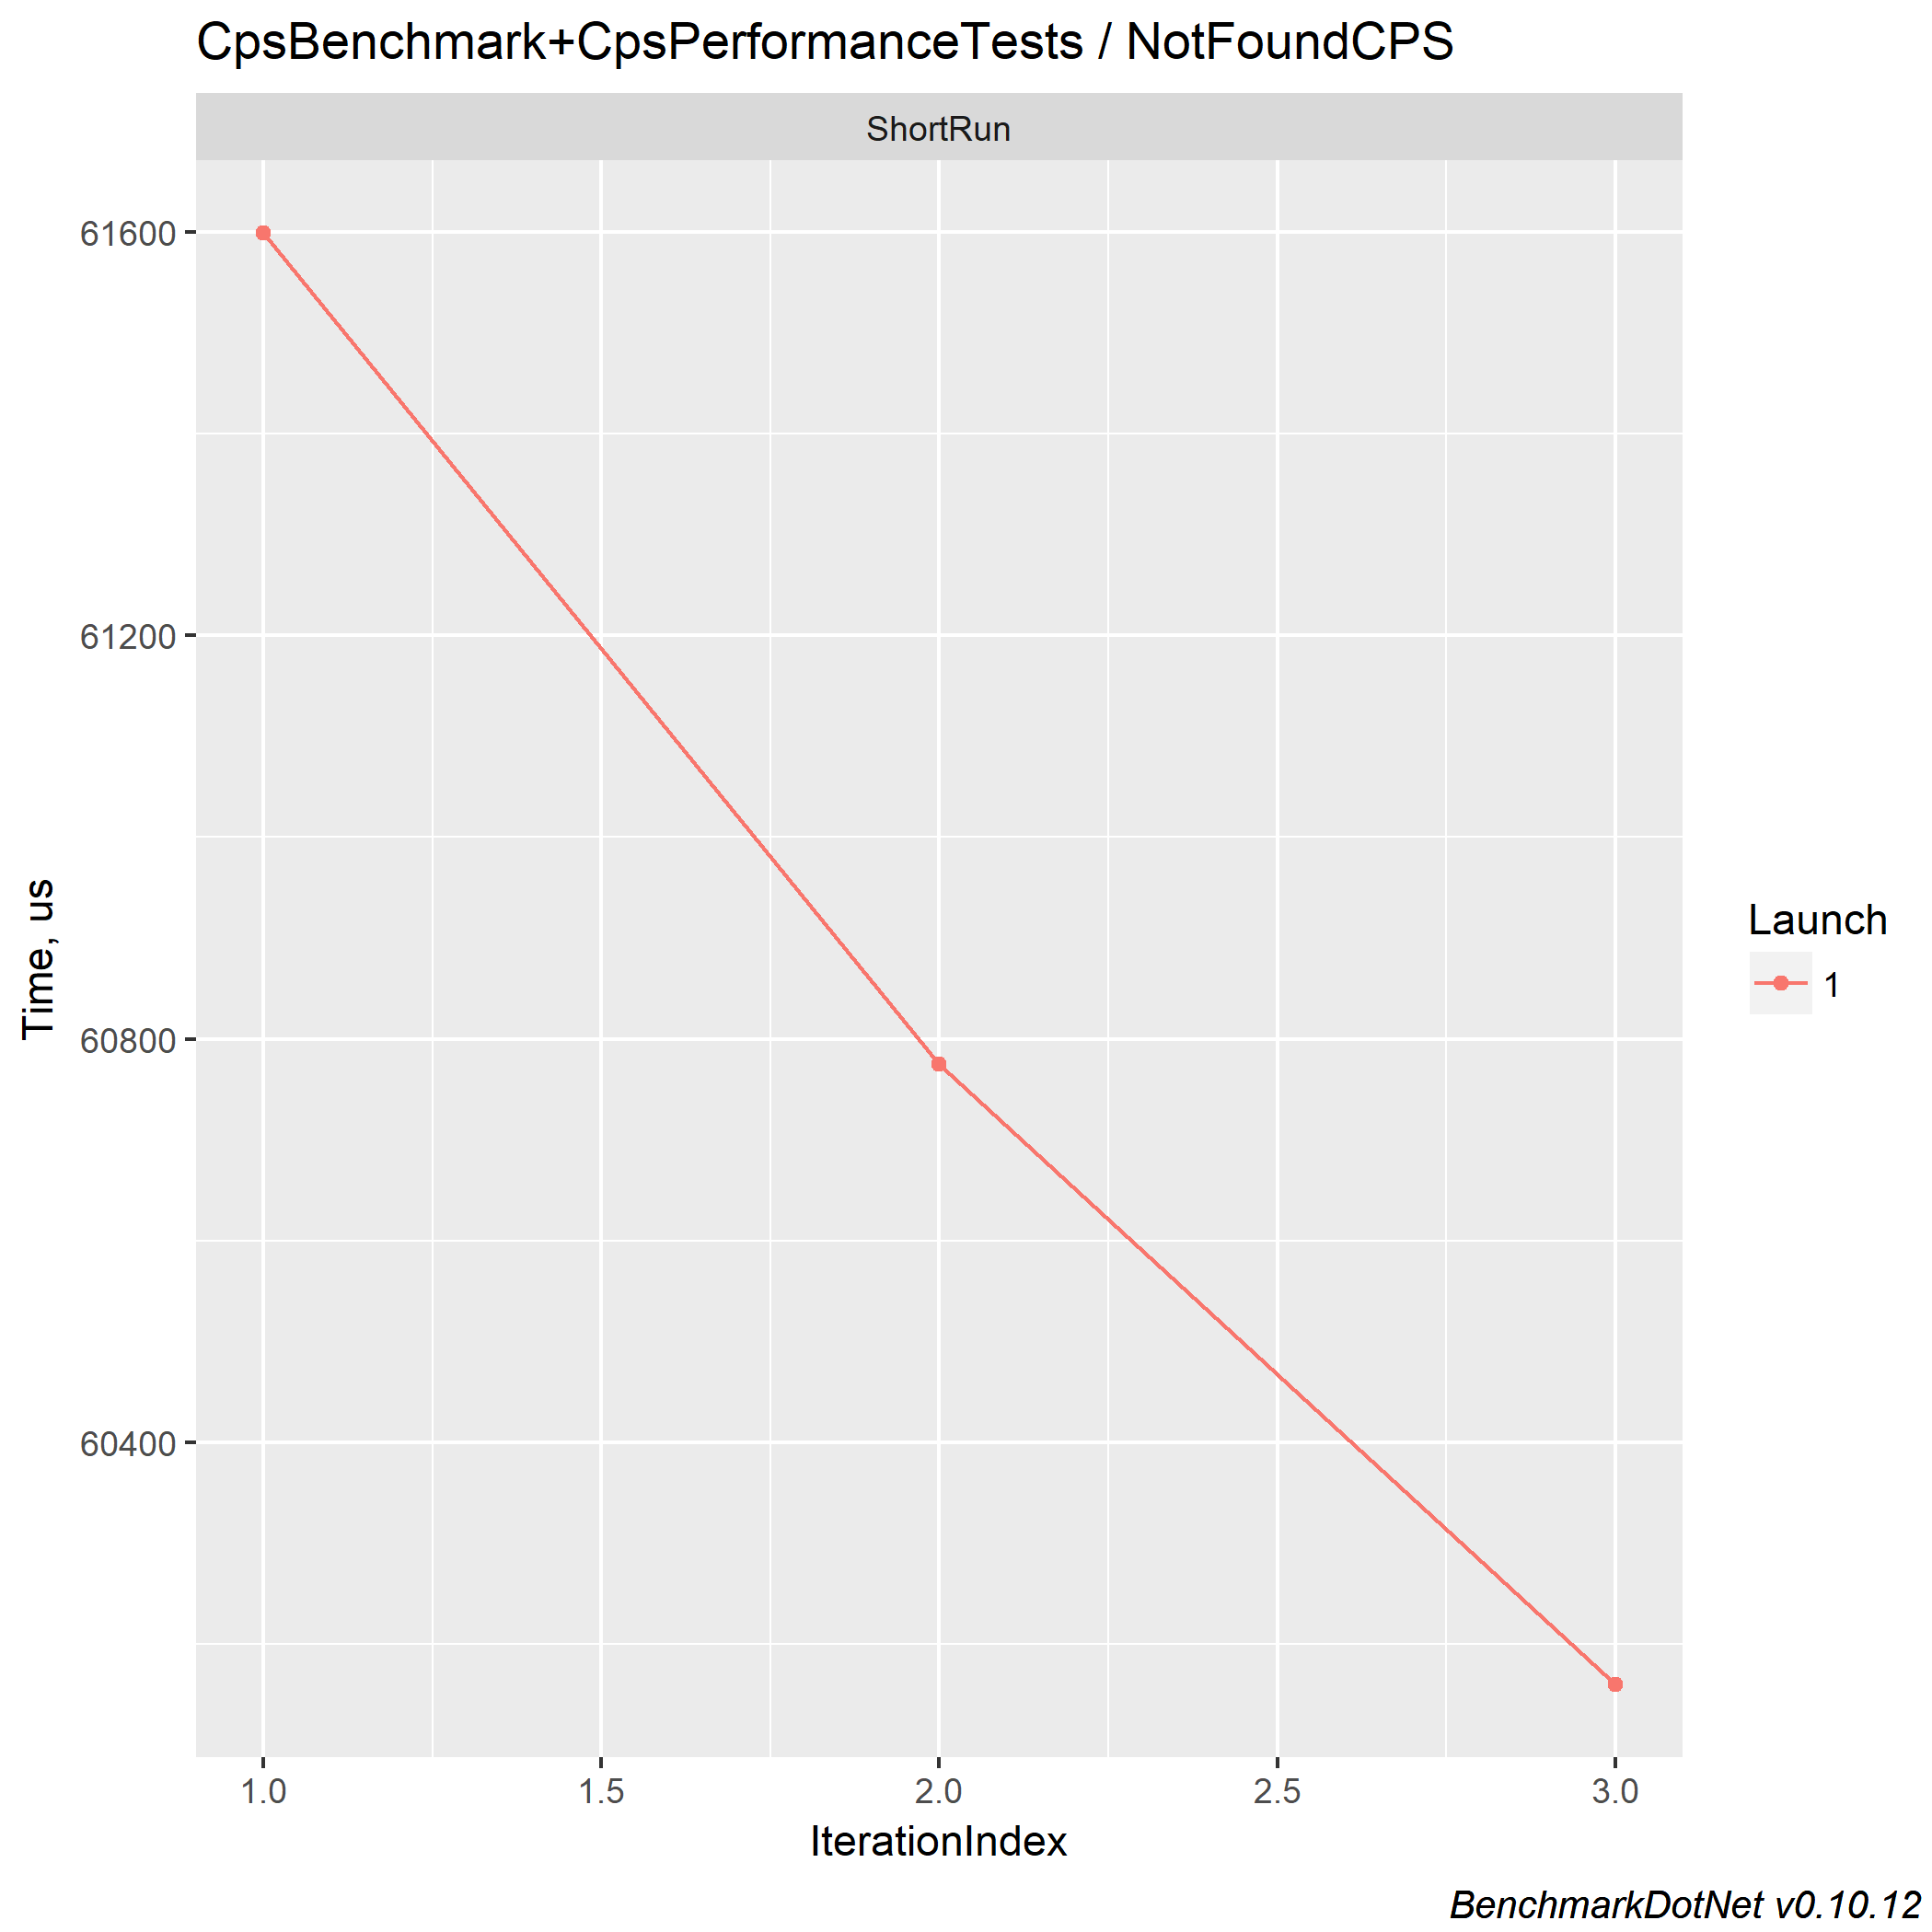 CpsBenchmark+CpsPerformanceTests / NotFoundCPS
ShortRun
61600
61200
60800
60400
Time, us
1.0 1.5 2.0 2.5 3.0
IterationIndex
Launch
1
BenchmarkDotNet v0.10.12